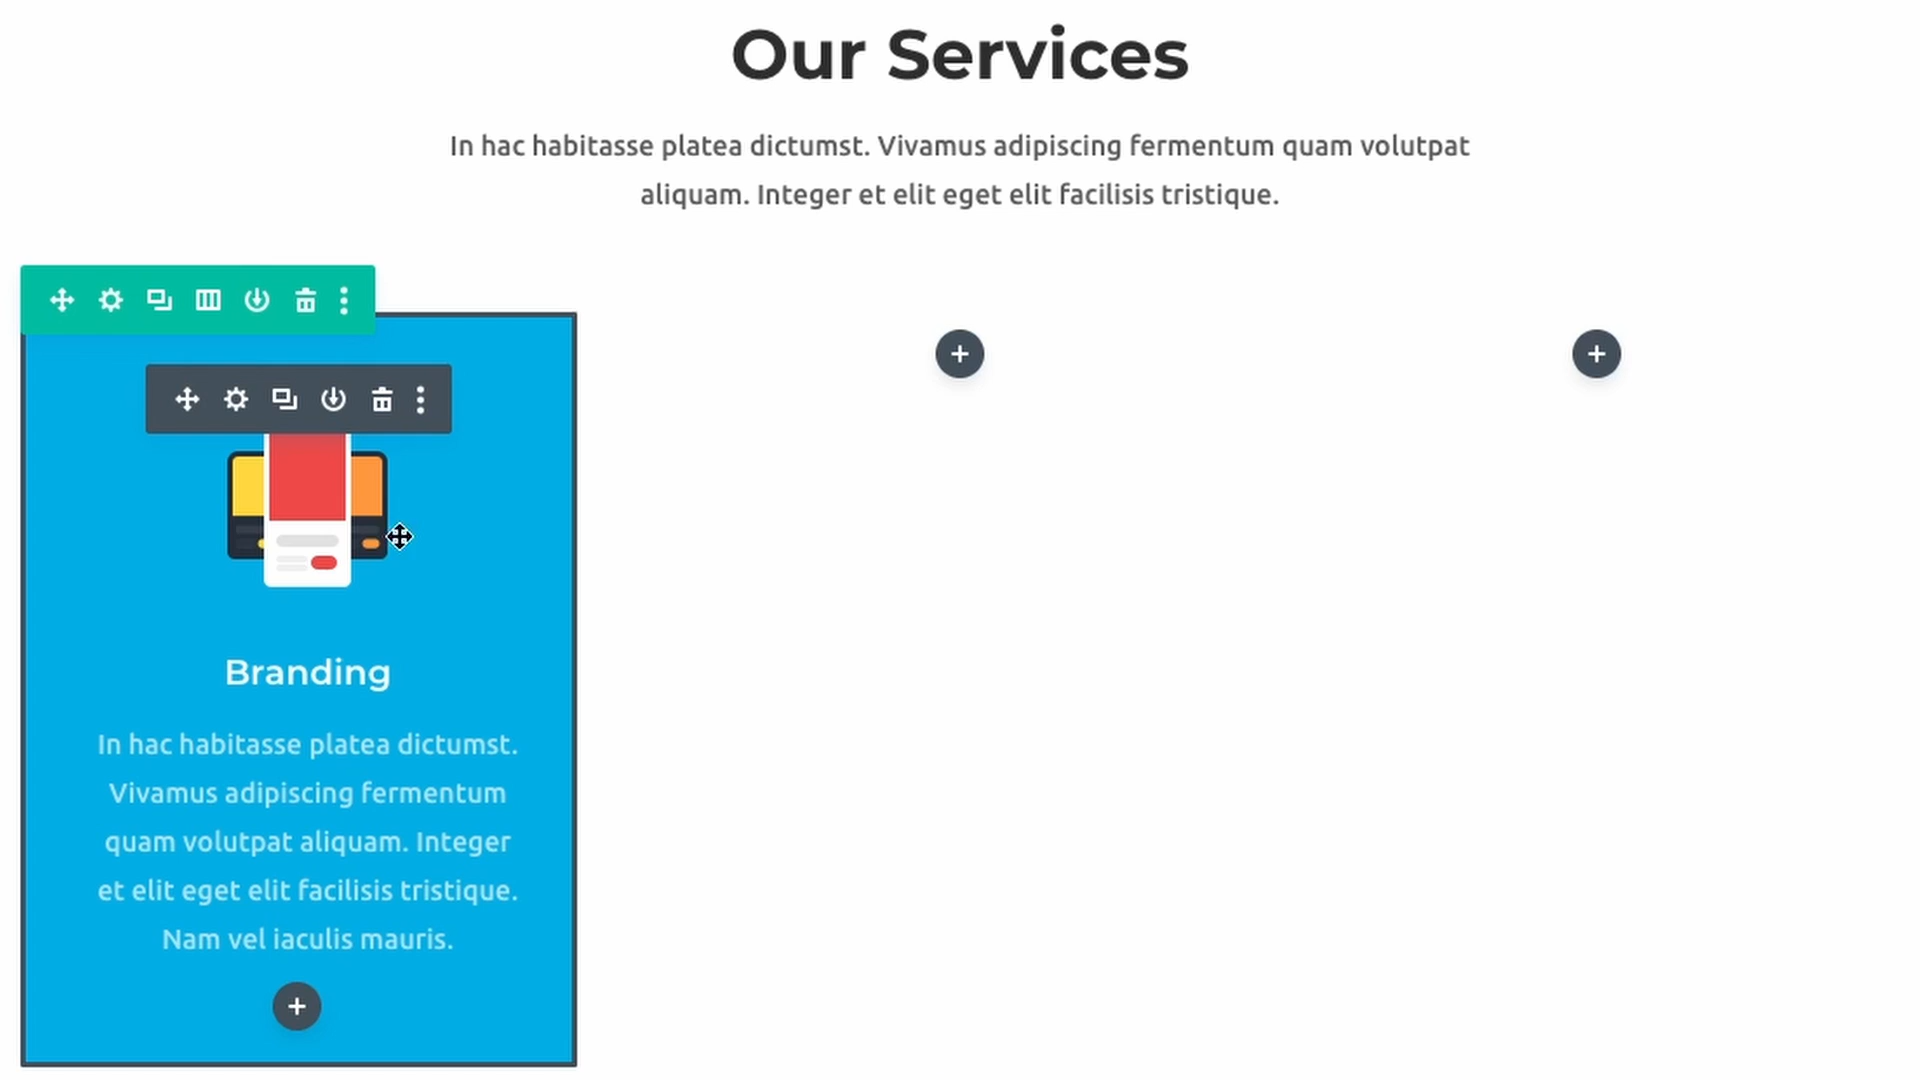 Our Services
In hac habitasse platea dictumst. Vivamus adipiscing fermentum quam volutpat
aliquam. Integer et elit eget elit facilisis tristique.
Branding
In hac habitasse platea dictumst.
Vivamus adipiscing fermentum
quam volutpat aliquam. Integer
et elit eget elit facilisis tristique.
Nam vel iaculis mauris.